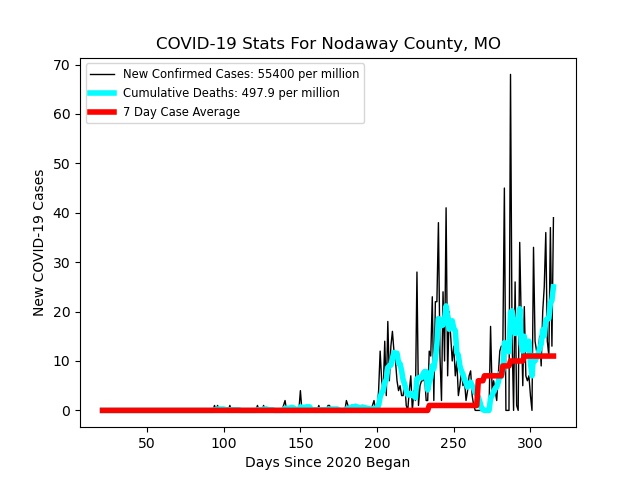 COVID-19 Stats For Nodaway County, MO
New Confirmed Cases: 55400 per million
Cumulative Deaths: 497.9 per million
7 Day Case Average
70
60
50
40
30
20
10
0
New COVID-19 Cases
50 100 150 200 250 300
Days Since 2020 Began